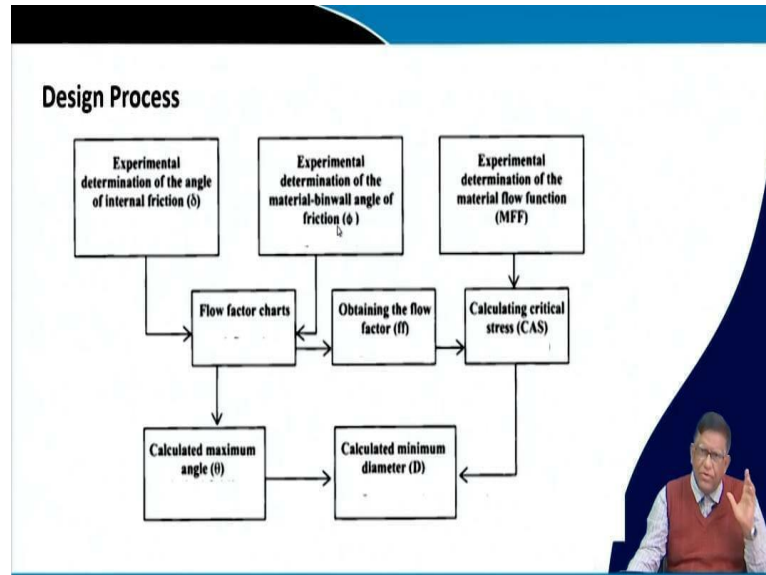 Design Process
Experimental
determination of the angle
of internal friction (δ)
Experimental
determination of the
material-binwall angle of
friction (ϕ )
Experimental
determination of the
material flow function
(MFF)
Flow factor charts
Obtaining the flow
factor (ff)
Calculating critical
stress (CAS)
Calculated maximum
angle (θ)
Calculated minimum
diameter (D)